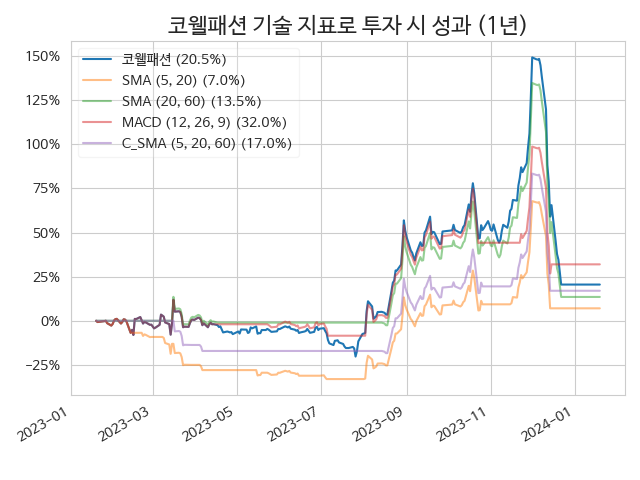 코웰패션 기술 지표로 투자 시 성과 (1년)
코웰패션 (20.5%)
SMA (5, 20) (7.0%)
SMA (20, 60) (13.5%)
MACD (12, 26, 9) (32.0%)
C_SMA (5, 20, 60) (17.0%)
150%
125%
100%
75%
50%
25%
0%
−25%
2023-01
2023-03
2023-05
2023-07
2023-09
2023-11
2024-01